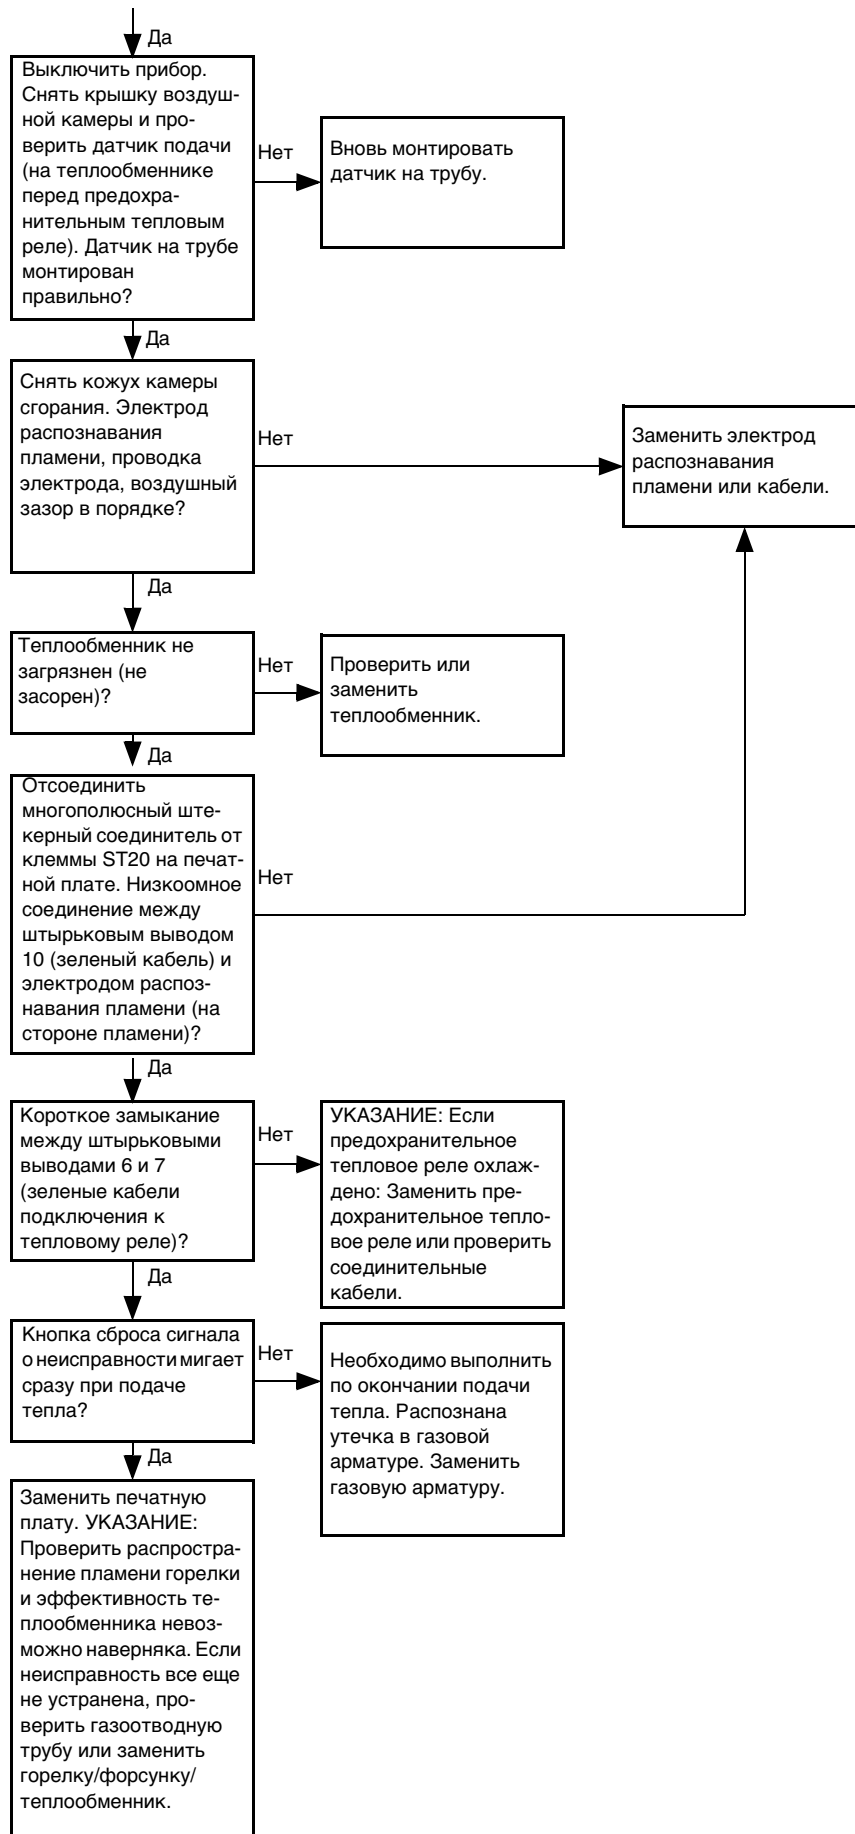 Да
Выключить прибор.
Снять крышку воздуш-
ной камеры и про-
верить датчик подачи
(на теплообменнике
перед предохра-
нительным тепловым
реле). Датчик на трубе
монтирован
правильно?
Нет
Вновь монтировать
датчик на трубу.
Да
Снять кожух камеры
сгорания. Электрод
распознавания
пламени, проводка
электрода, воздушный
зазор в порядке?
Нет
Заменить электрод
распознавания
пламени или кабели.
Да
Теплообменник не
загрязнен (не
засорен)?
Нет
Проверить или
заменить
теплообменник.
Да
Отсоединить
многополюсный ште-
керный соединитель от
клеммы ST20 на печат-
ной плате. Низкоомное
соединение между
штырьковым выводом
10 (зеленый кабель) и
электродом распоз-
навания пламени (на
стороне пламени)?
Нет
Да
Короткое замыкание
между штырьковыми
выводами 6 и 7
(зеленые кабели
подключения к
тепловому реле)?
Нет
УКАЗАНИЕ: Если
предохранительное
тепловое реле охлаж-
дено: Заменить пре-
дохранительное тепло-
вое реле или проверить
соединительные
кабели.
Да
Кнопка сброса сигнала
о неисправности мигает
сразу при подаче
тепла?
Нет
Необходимо выполнить
по окончании подачи
тепла. Распознана
утечка в газовой
арматуре. Заменить
газовую арматуру.
Да
Заменить печатную
плату. УКАЗАНИЕ:
Проверить распростра-
нение пламени горелки
и эффективность те-
плообменника невоз-
можно наверняка. Если
неисправность все еще
не устранена, про-
верить газоотводную
трубу или заменить
горелку/форсунку/
теплообменник.